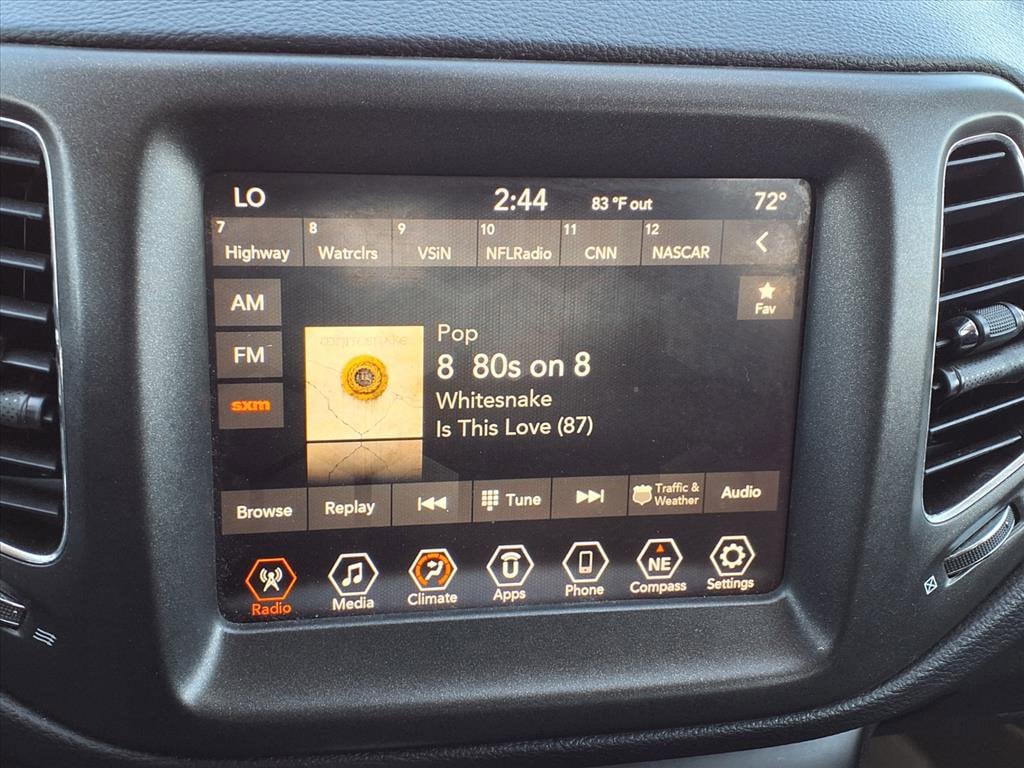 LO 2:44 83 °F out 72°
7 Highway 8 Watrclrs 9 VSiN 10 NFLRadio 11 CNN 12 NASCAR
AM
Fav
FM
sxm
Pop
8 80s on 8
Whitesnake
Is This Love (87)
Browse Replay Tune Traffic & Weather Audio
Radio Media Climate Apps Phone NE Compass Settings